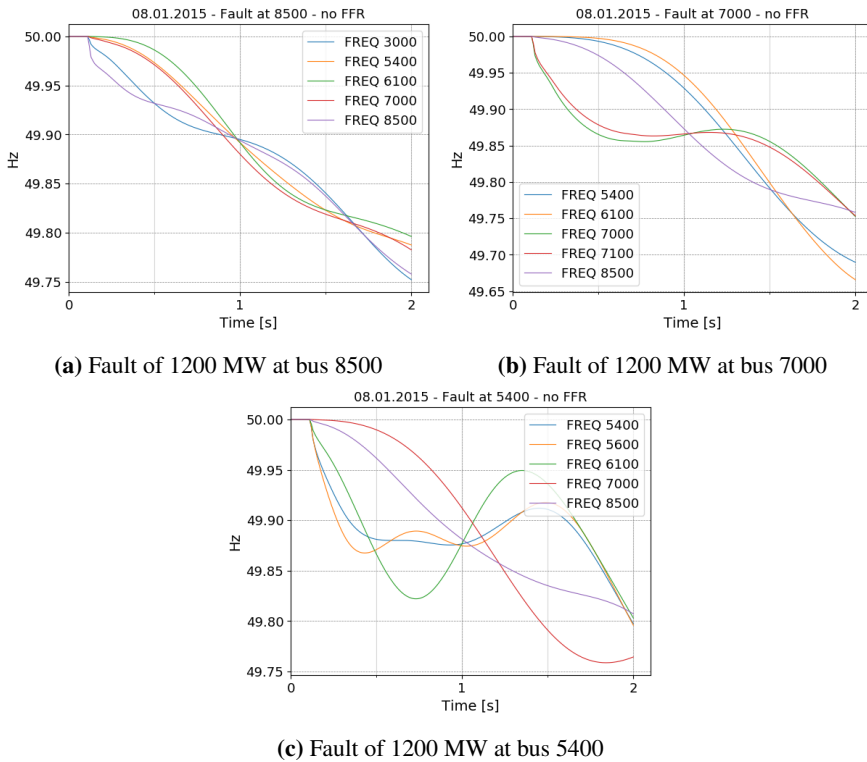 08.01.2015 - Fault at 8500 - no FFR
50.00
49.95
49.90
49.85
49.80
49.75
Hz
0
1
2
Time [s]
FREQ 3000
FREQ 5400
FREQ 6100
FREQ 7000
FREQ 8500
(a) Fault of 1200 MW at bus 8500
08.01.2015 - Fault at 7000 - no FFR
50.00
49.95
49.90
49.85
49.80
49.75
49.70
49.65
Hz
0
1
2
Time [s]
FREQ 5400
FREQ 6100
FREQ 7000
FREQ 7100
FREQ 8500
(b) Fault of 1200 MW at bus 7000
08.01.2015 - Fault at 5400 - no FFR
50.00
49.95
49.90
49.85
49.80
49.75
Hz
0
1
2
Time [s]
FREQ 5400
FREQ 5600
FREQ 6100
FREQ 7000
FREQ 8500
(c) Fault of 1200 MW at bus 5400